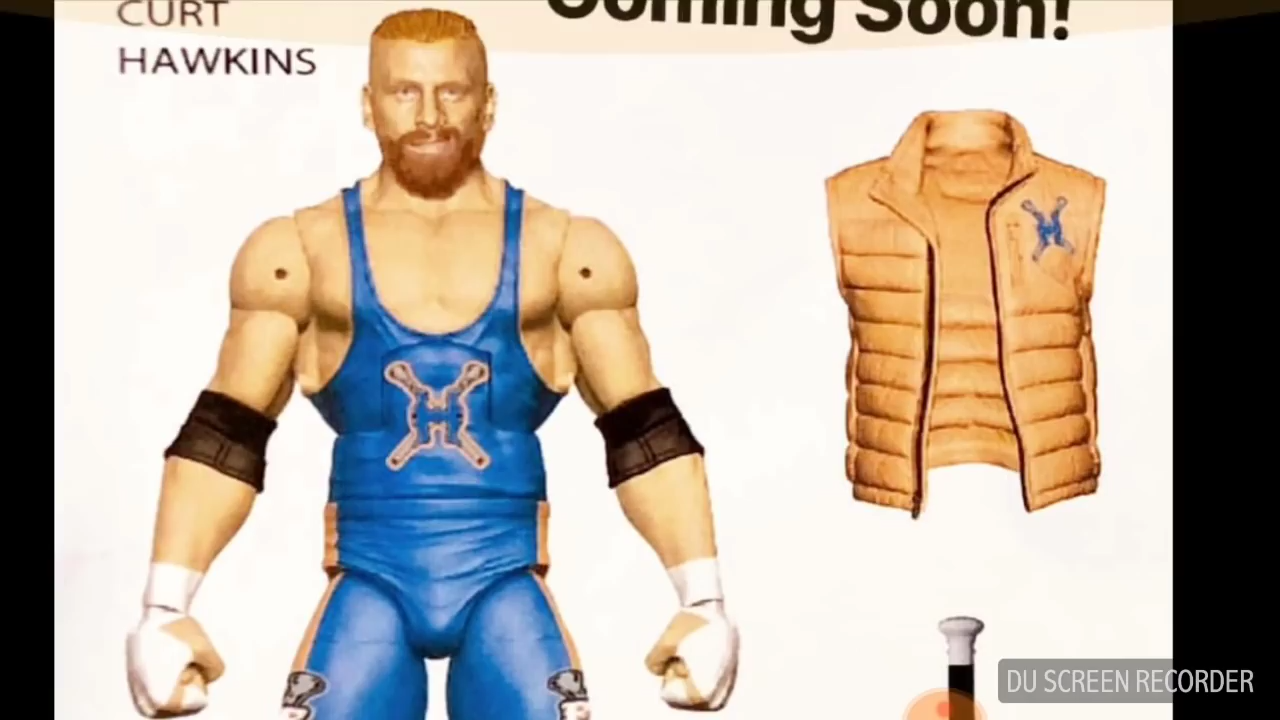 Coming Soon!
CURT
HAWKINS
H
H
DU SCREEN RECORDER